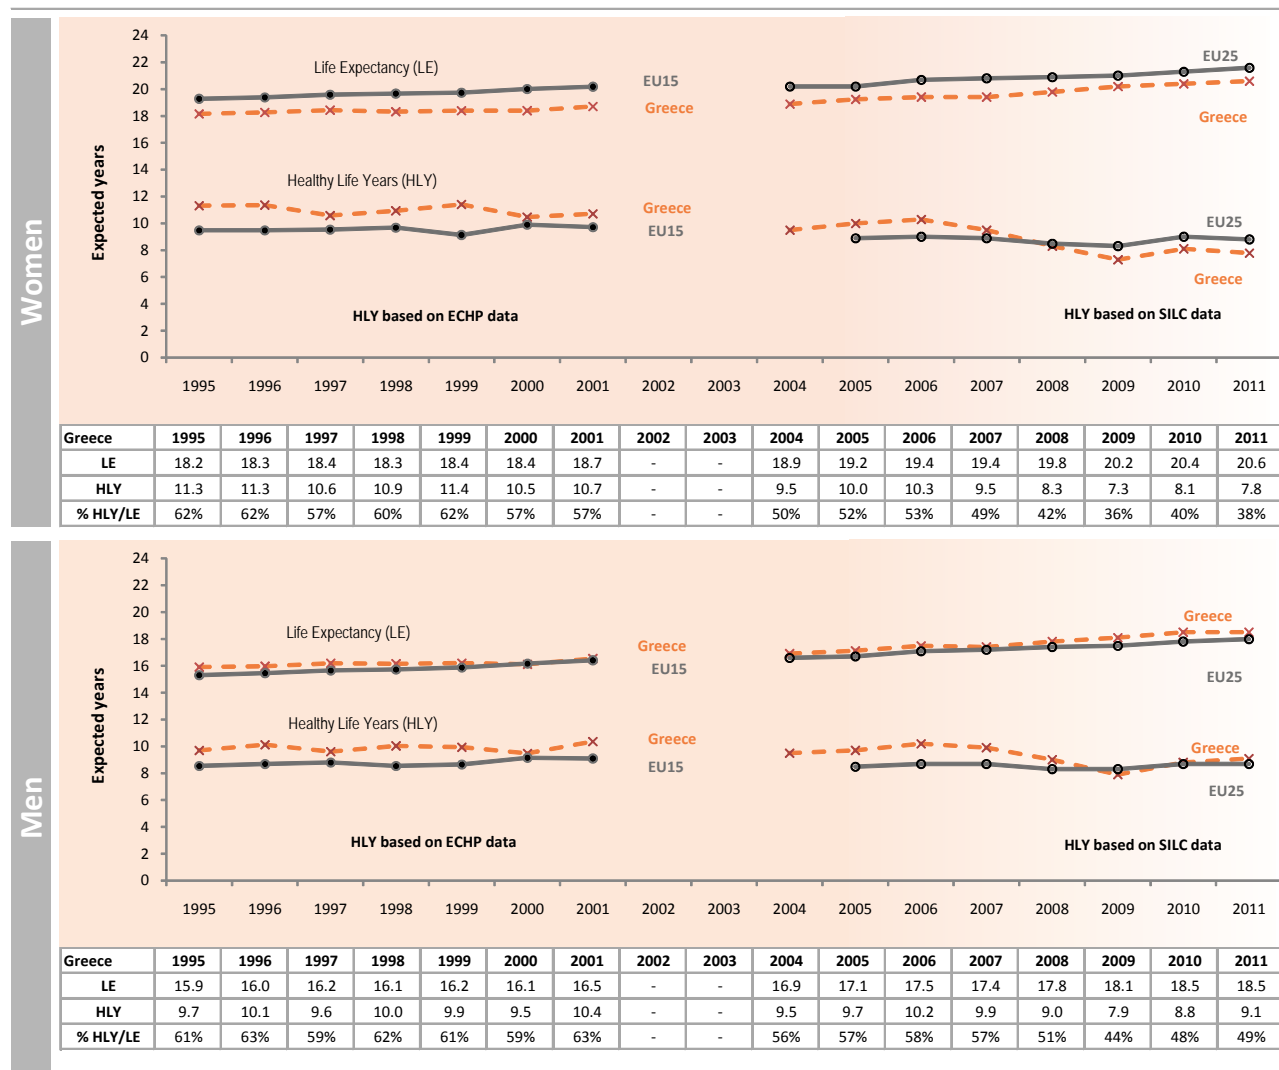 Women
24
22
20
18
16
14
12
10
8
6
4
2
0
Expected years
Life Expectancy (LE)
EU15
Greece
EU25
Greece
Healthy Life Years (HLY)
Greece
EU15
EU25
Greece
HLY based on ECHP data
HLY based on SILC data
1995 1996 1997 1998 1999 2000 2001 2002 2003 2004 2005 2006 2007 2008 2009 2010 2011
Greece 1995 1996 1997 1998 1999 2000 2001 2002 2003 2004 2005 2006 2007 2008 2009 2010 2011
LE 18.2 18.3 18.4 18.3 18.4 18.4 18.7 - - 18.9 19.2 19.4 19.4 19.8 20.2 20.4 20.6
HLY 11.3 11.3 10.6 10.9 11.4 10.5 10.7 - - 9.5 10.0 10.3 9.5 8.3 7.3 8.1 7.8
% HLY/LE 62% 62% 57% 60% 62% 57% 57% - - 50% 52% 53% 49% 42% 36% 40% 38%
Men
24
22
20
18
16
14
12
10
8
6
4
2
0
Expected years
Life Expectancy (LE)
Greece
EU15
Greece
EU25
Healthy Life Years (HLY)
Greece
EU15
Greece
EU25
HLY based on ECHP data
HLY based on SILC data
1995 1996 1997 1998 1999 2000 2001 2002 2003 2004 2005 2006 2007 2008 2009 2010 2011
Greece 1995 1996 1997 1998 1999 2000 2001 2002 2003 2004 2005 2006 2007 2008 2009 2010 2011
LE 15.9 16.0 16.2 16.1 16.2 16.1 16.5 - - 16.9 17.1 17.5 17.4 17.8 18.1 18.5 18.5
HLY 9.7 10.1 9.6 10.0 9.9 9.5 10.4 - - 9.5 9.7 10.2 9.9 9.0 7.9 8.8 9.1
% HLY/LE 61% 63% 59% 62% 61% 59% 63% - - 56% 57% 58% 57% 51% 44% 48% 49%